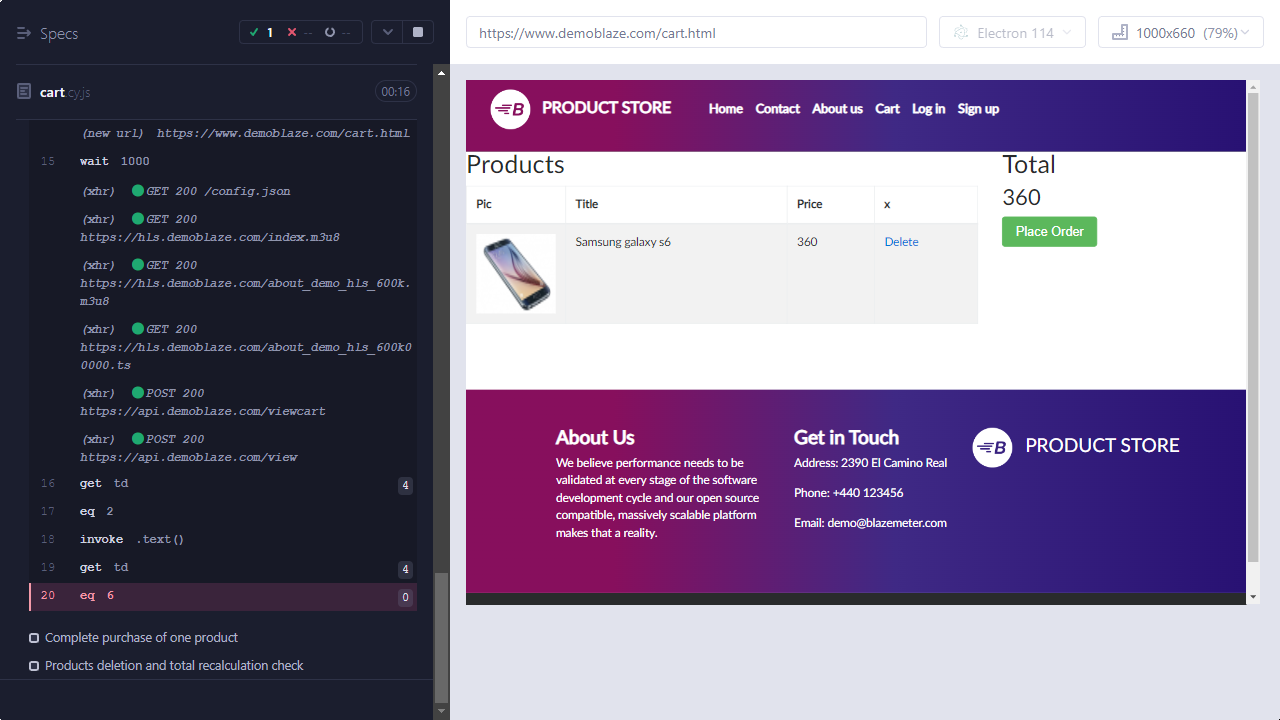 Specs
1
--
--
cart.cy.js
00:16
(new url) https://www.demoblaze.com/cart.html
15 wait 1000
(xhr) GET 200 /config.json
(xhr) GET 200
https://hls.demoblaze.com/index.m3u8
(xhr) GET 200
https://hls.demoblaze.com/about_demo_hls_600k.
m3u8
(xhr) GET 200
https://hls.demoblaze.com/about_demo_hls_600k0
0000.ts
(xhr) POST 200
https://api.demoblaze.com/viewcart
(xhr) POST 200
https://api.demoblaze.com/view
16 get td 4
17 eq 2
18 invoke .text()
19 get td 4
20 eq 6 0
Complete purchase of one product
Products deletion and total recalculation check
https://www.demoblaze.com/cart.html
Electron 114
1000x660 (79%)
B PRODUCT STORE
Home Contact About us Cart Log in Sign up
Products
Pic Title Price x
Samsung galaxy s6 360 Delete
Total
360
Place Order
About Us
We believe performance needs to be
validated at every stage of the software
development cycle and our open source
compatible, massively scalable platform
makes that a reality.
Get in Touch
Address: 2390 El Camino Real
Phone: +440 123456
Email: demo@blazemeter.com
B PRODUCT STORE